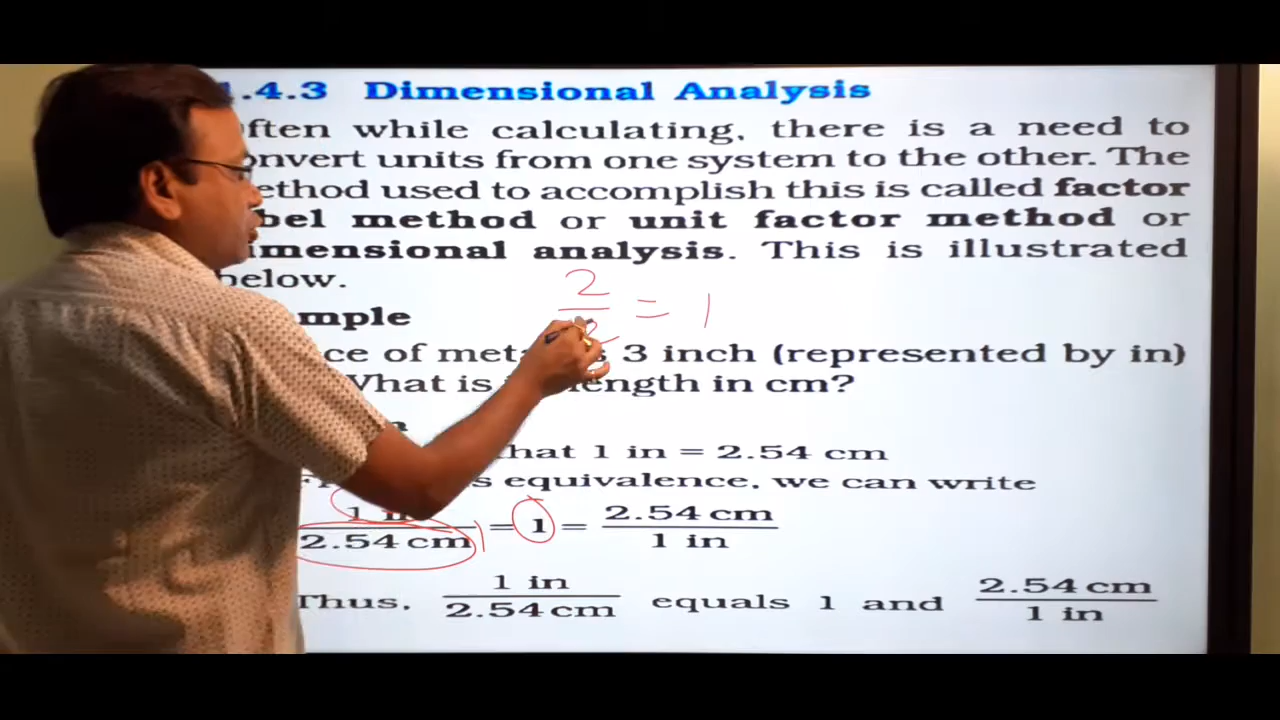 .4.3 Dimensional Analysis
ften while calculating, there is a need to
onvert units from one system to the other. The
ethod used to accomplish this is called factor
bel method or unit factor method or
imensional analysis. This is illustrated
below.
2
= 1
mple
ce of meta s 3 inch (represented by in)
What is length in cm?
n
hat 1 in = 2.54 cm
s equivalence, we can write
1 in / 2.54 cm = 1 = 2.54 cm / 1 in
Thus, 1 in / 2.54 cm equals 1 and 2.54 cm / 1 in